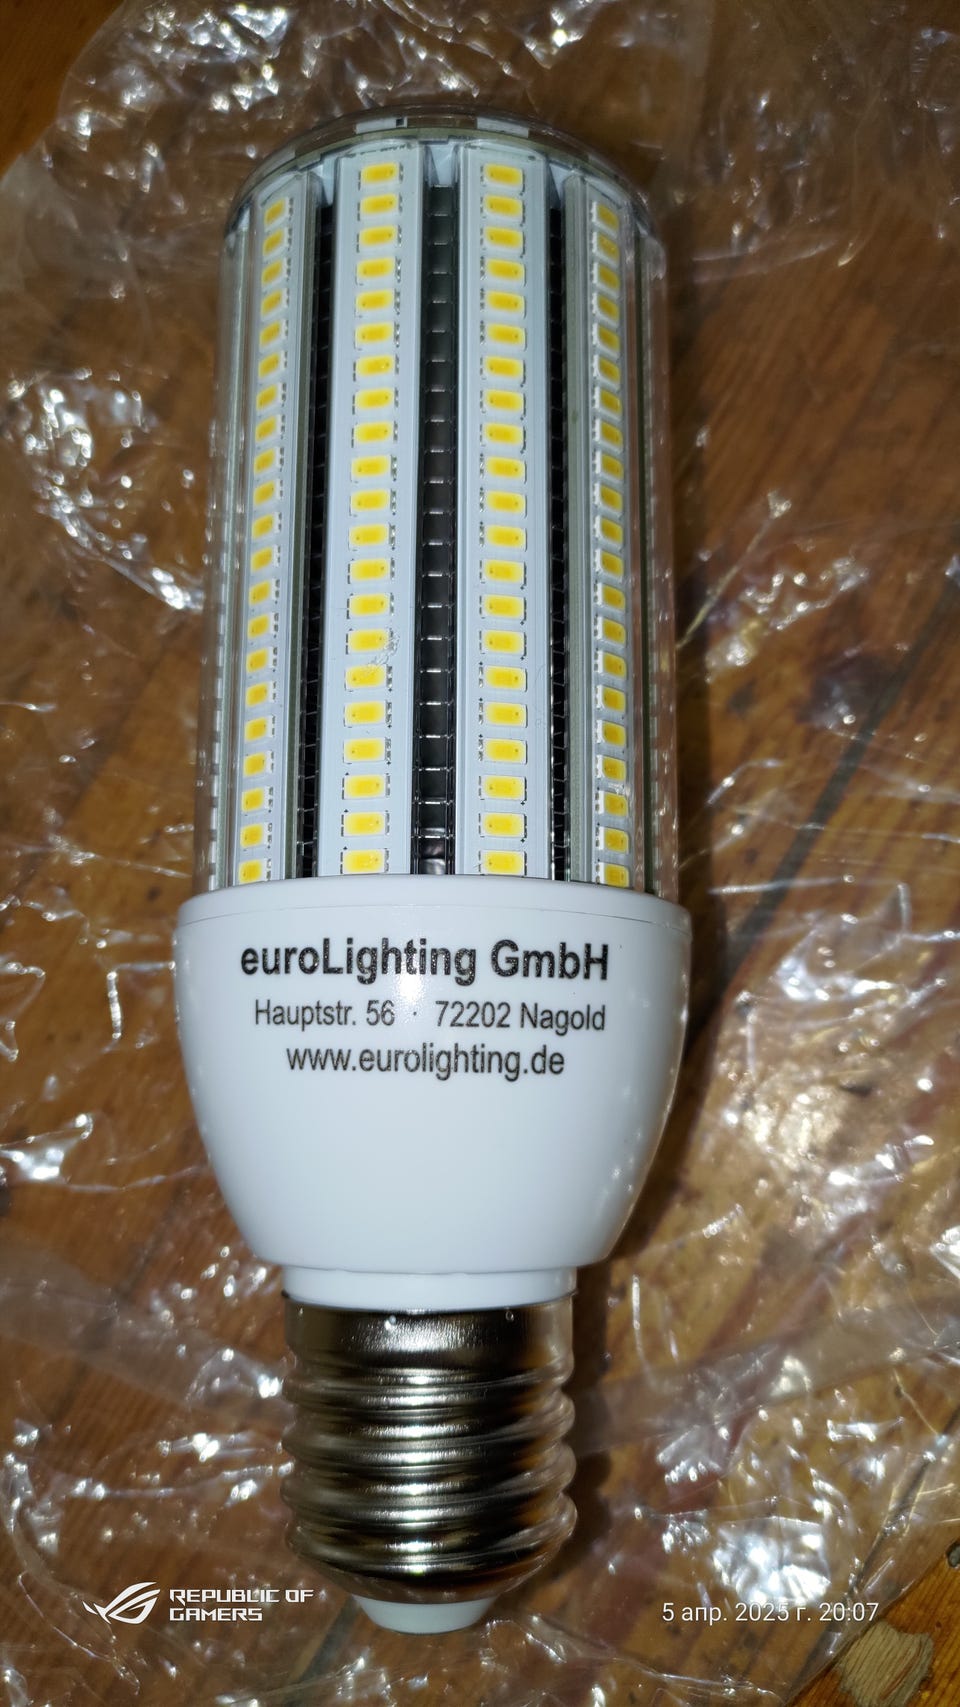 euroLighting GmbH
Hauptstr. 56 · 72202 Nagold
www.eurolighting.de
REPUBLIC OF
GAMERS
5 апр. 2025 г. 20:07